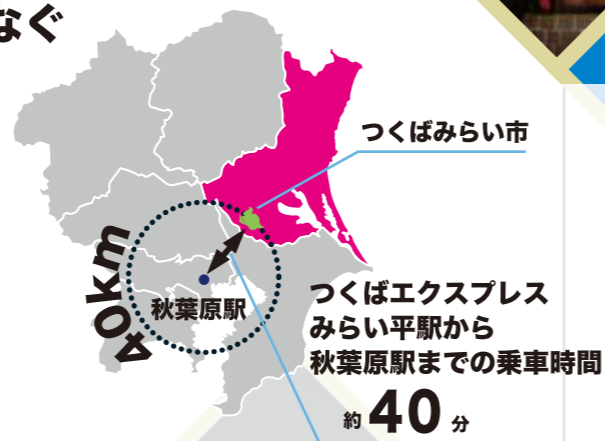 なぐ
つくばみらい市
40km
秋葉原駅
つくばエクスプレス
みらい平駅から
秋葉原駅までの乗車時間
約40分